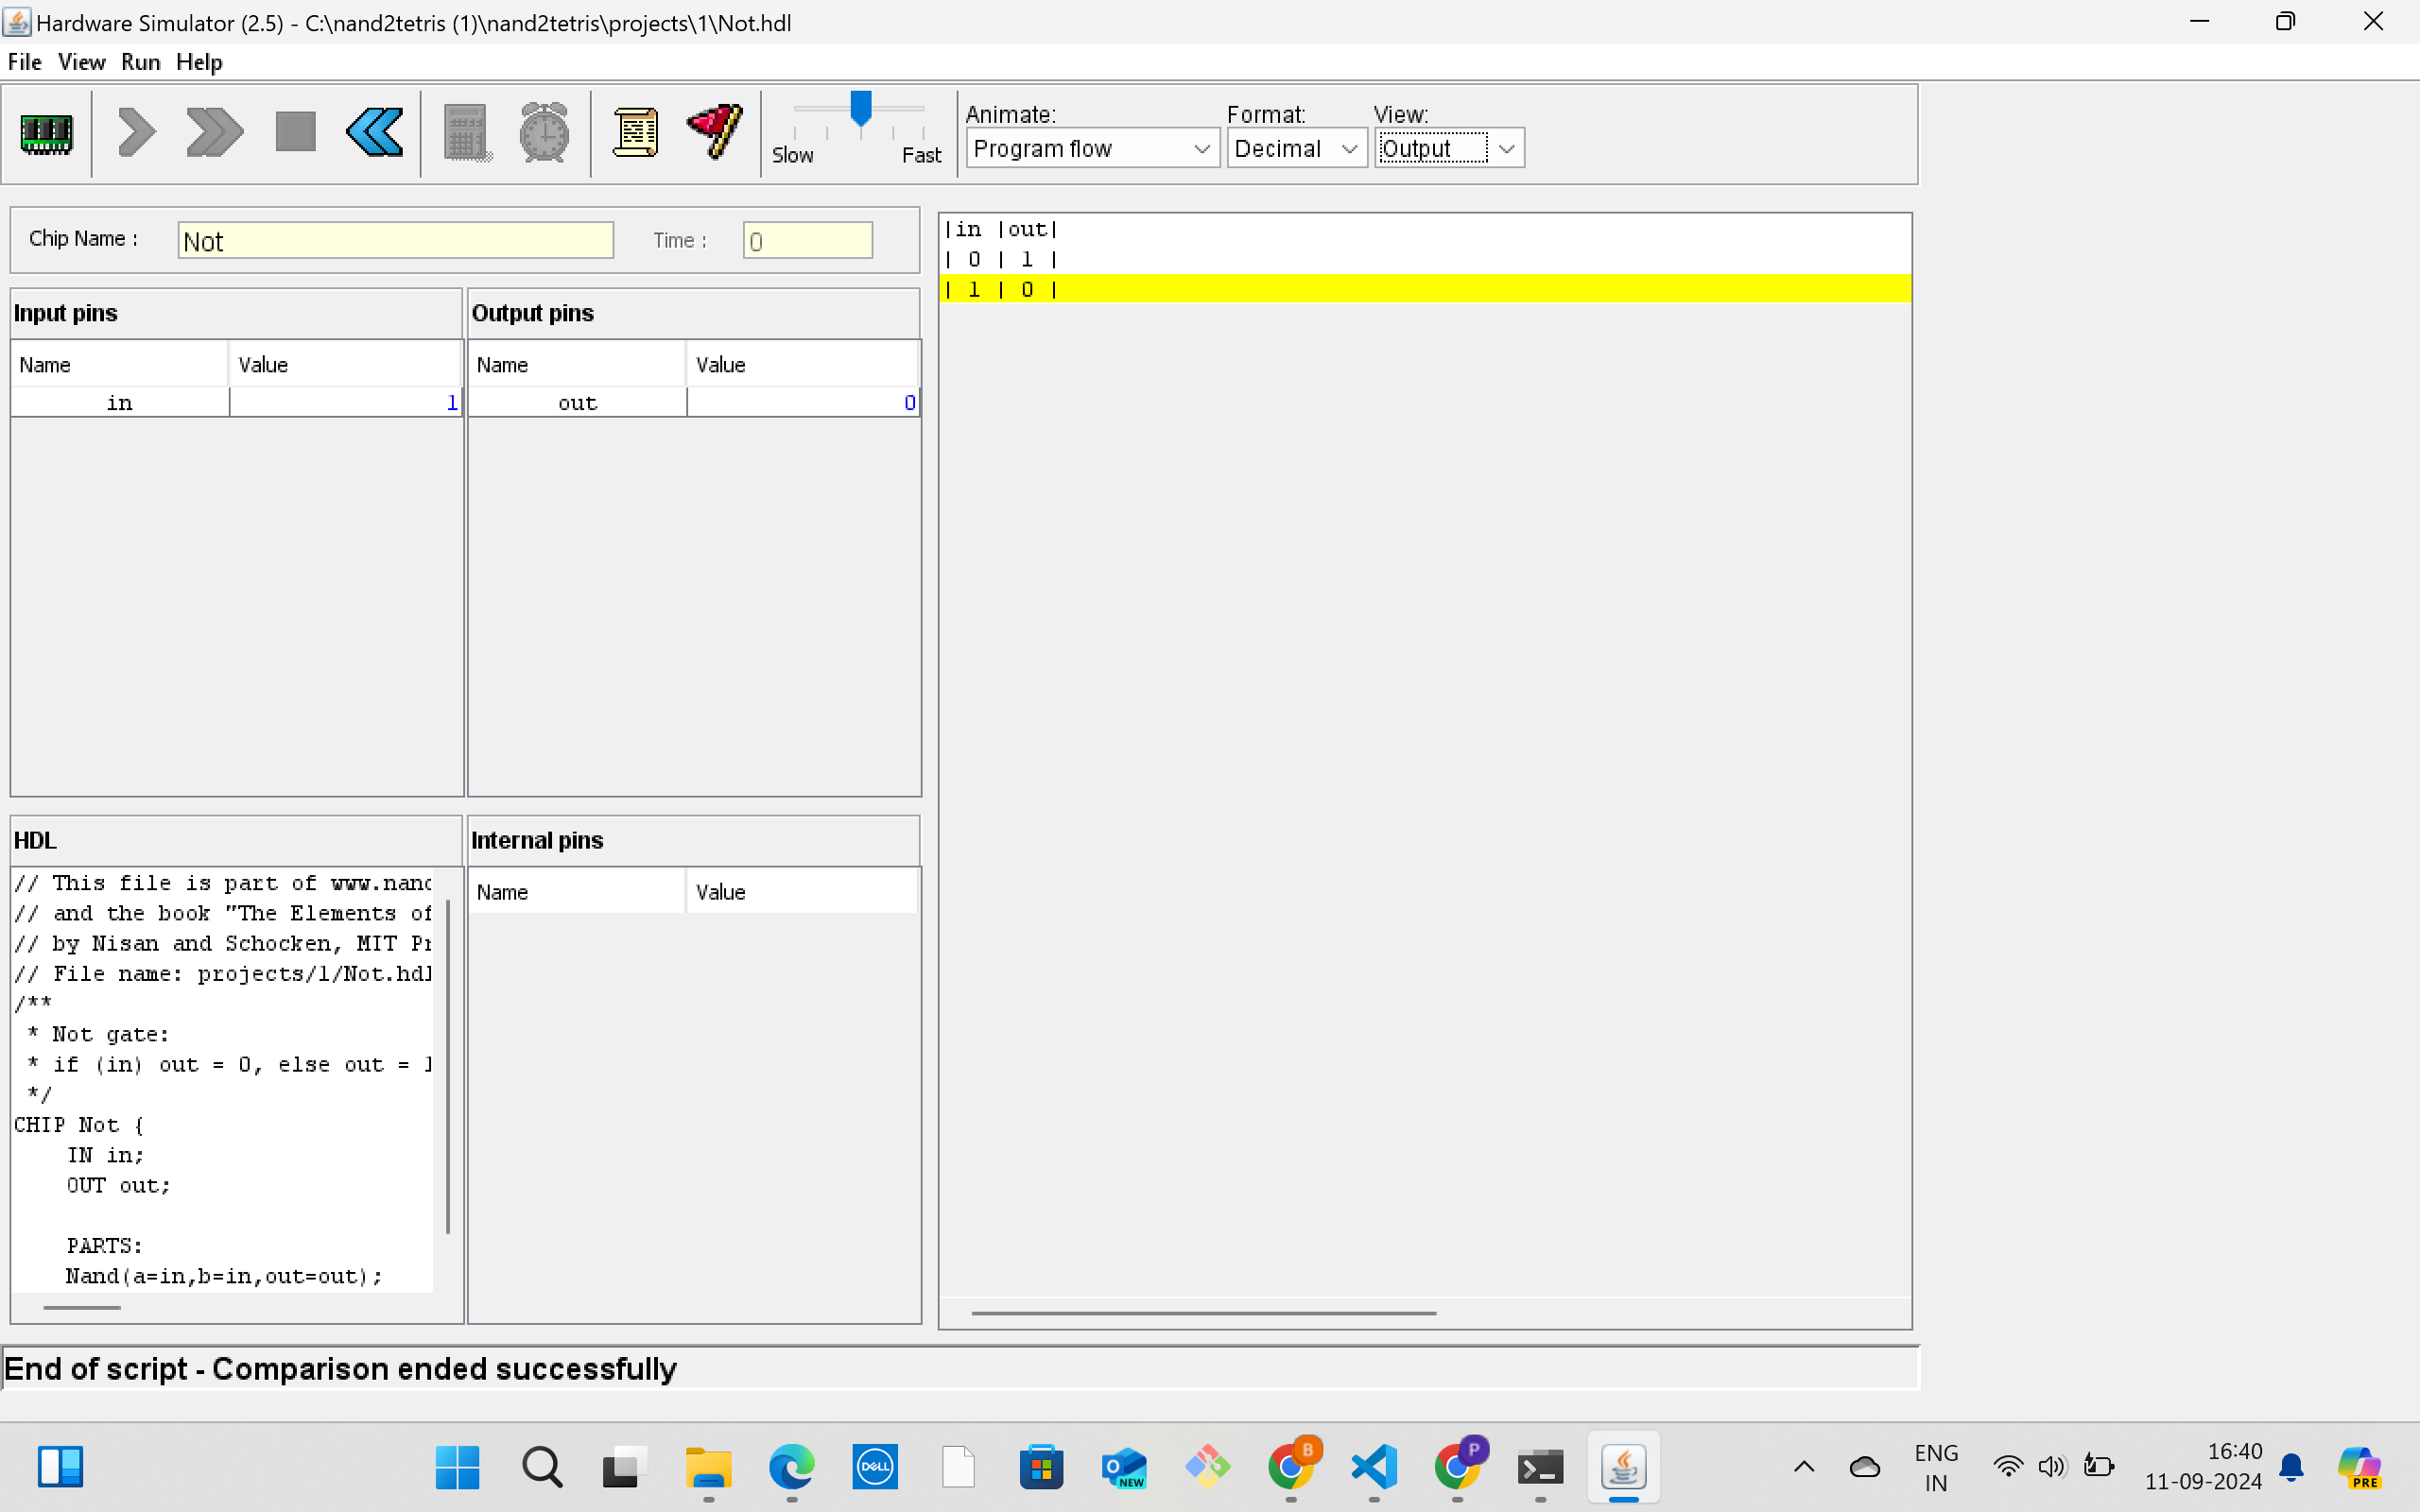 Hardware Simulator (2.5) - C:\nand2tetris (1)\nand2tetris\projects\1\Not.hdl
File View Run Help
Slow Fast
Animate: Format: View:
Program flow Decimal Output
Chip Name : Not Time : 0
Input pins Output pins
Name Value Name Value
in 1 out 0
|in |out|
| 0 | 1 |
| 1 | 0 |
HDL
// This file is part of www.nand
// and the book "The Elements of
// by Nisan and Schocken, MIT Pr
// File name: projects/1/Not.hdl
/**
* Not gate:
* if (in) out = 0, else out = 1
*/
CHIP Not {
IN in;
OUT out;
PARTS:
Nand(a=in,b=in,out=out);
Internal pins
Name Value
End of script - Comparison ended successfully
DELL
O NEW
B
P
ENG
IN
16:40
11-09-2024
PRE